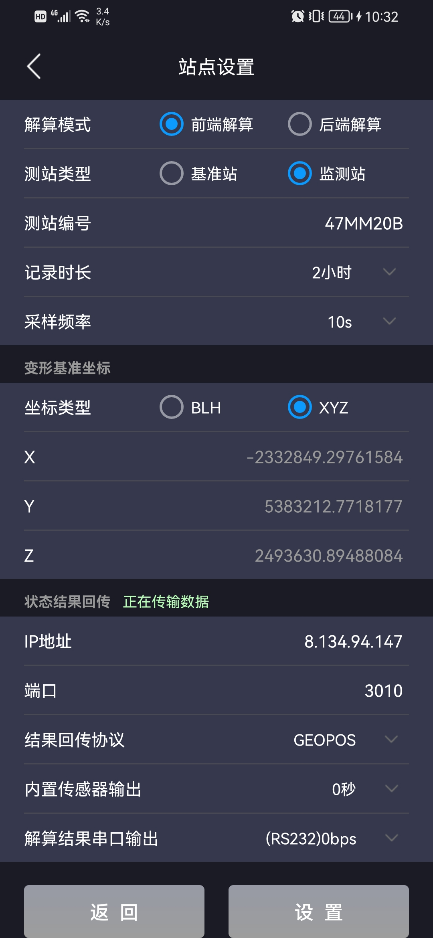 HD 4G 3.4 K/s 44 10:32
站点设置
解算模式 前端解算 后端解算
测站类型 基准站 监测站
测站编号 47MM20B
记录时长 2小时
采样频率 10s
变形基准坐标
坐标类型 BLH XYZ
X -2332849.29761584
Y 5383212.7718177
Z 2493630.89488084
状态结果回传 正在传输数据
IP地址 8.134.94.147
端口 3010
结果回传协议 GEOPOS
内置传感器输出 0秒
解算结果串口输出 (RS232)0bps
返 回 设 置